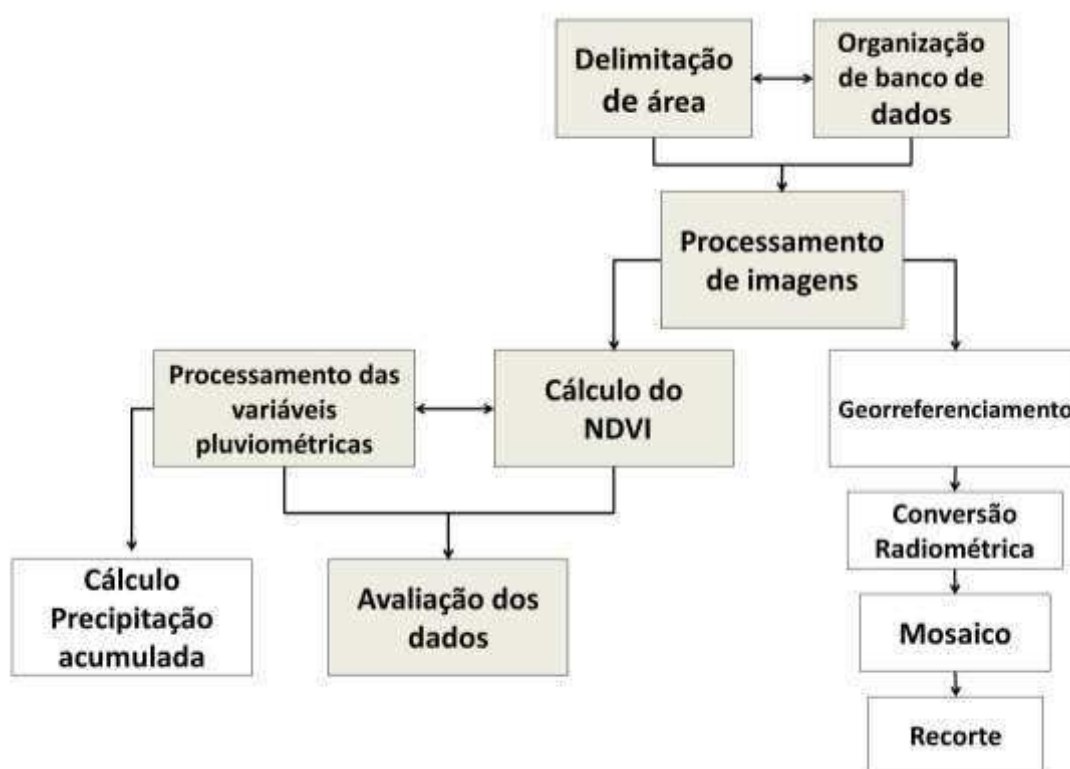 Delimitação
de área
Organização
de banco de
dados
Processamento
de imagens
Processamento das
variáveis
pluviométricas
Cálculo do
NDVI
Georreferenciamento
Conversão
Radiométrica
Cálculo
Precipitação
acumulada
Avaliação dos
dados
Mosaico
Recorte